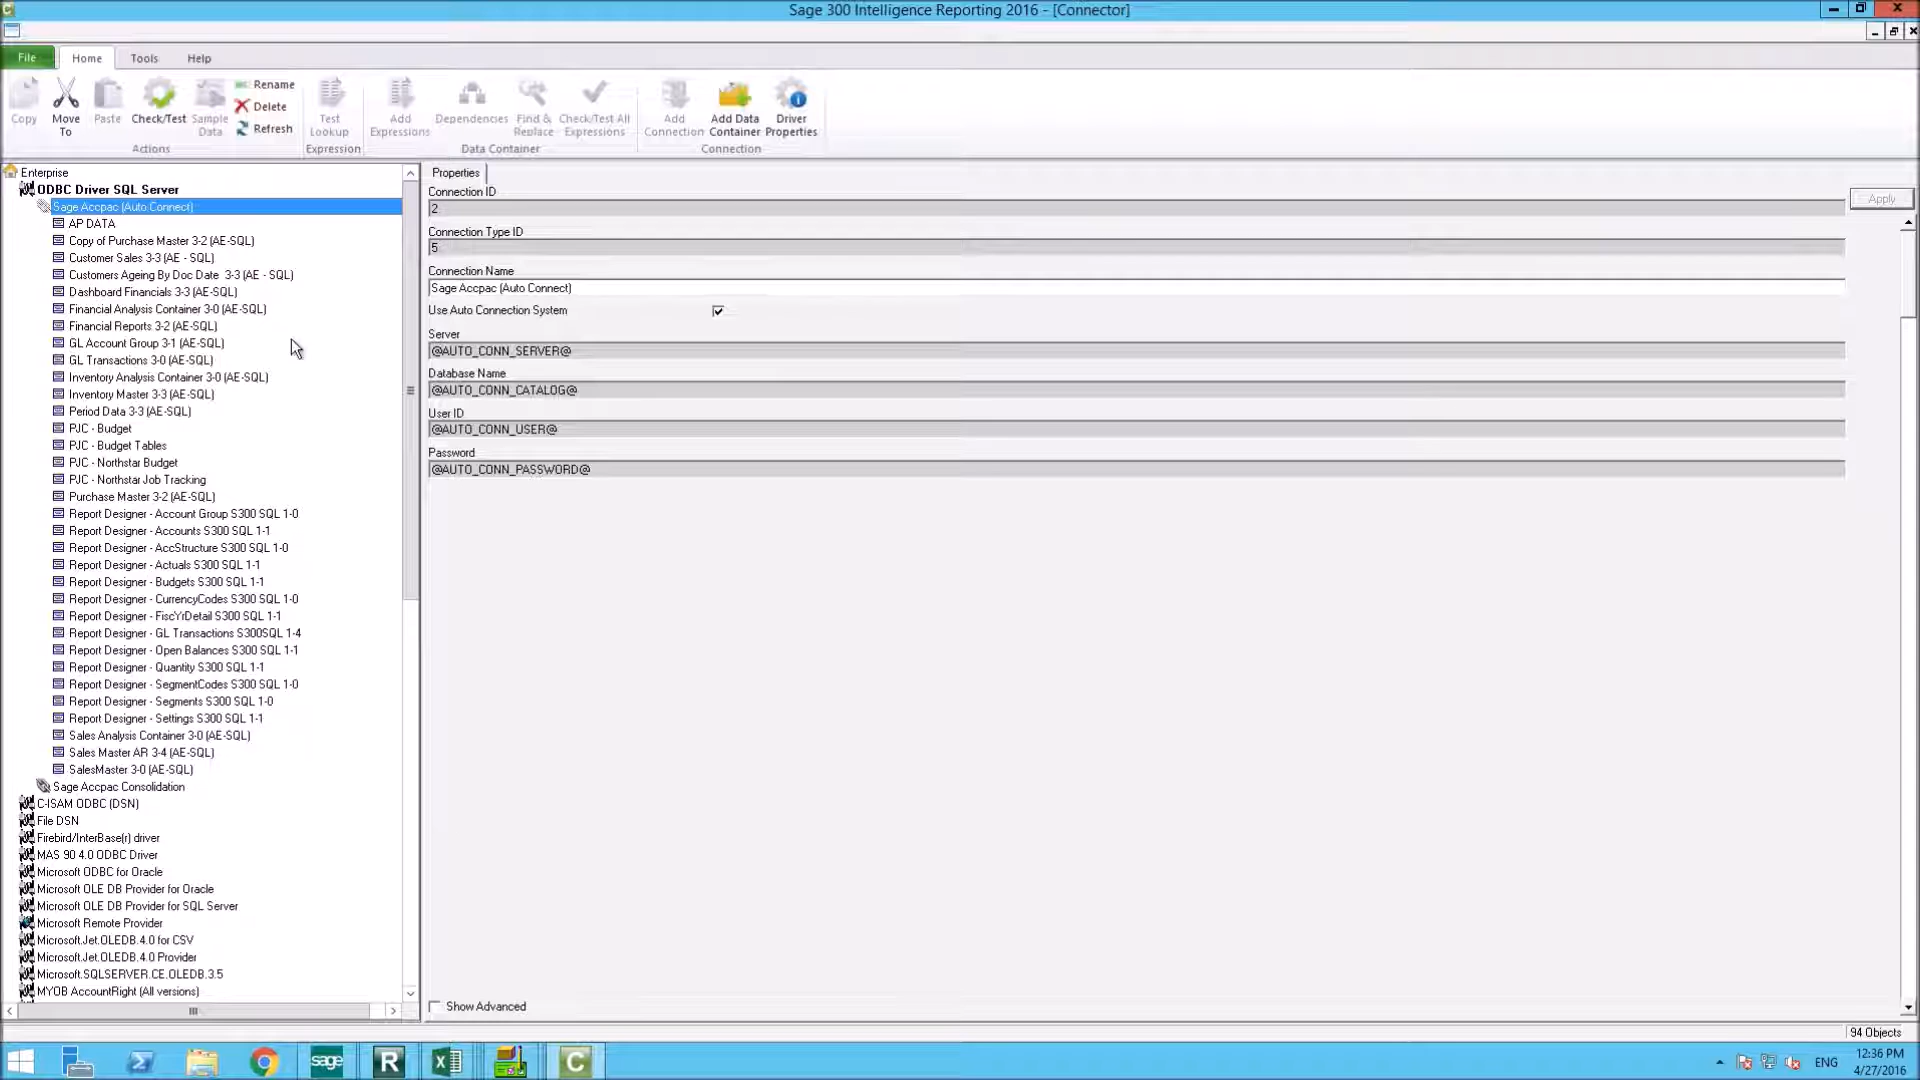 Sage 300 Intelligence Reporting 2016 - [Connector]
File Home Tools Help
Copy
Move To
Paste
Check/Test
Sample Data
Rename
Delete
Refresh
Actions
Test Lookup
Expression
Add Expressions
Dependencies
Find & Replace
Check/Test All Expressions
Data Container
Add Connection
Add Data Container
Driver Properties
Connection
Enterprise
ODBC Driver SQL Server
Sage Accpac (Auto Connect)
AP DATA
Copy of Purchase Master 3-2 (AE-SQL)
Customer Sales 3-3 (AE - SQL)
Customers Ageing By Doc Date  3-3 (AE - SQL)
Dashboard Financials 3-3 (AE-SQL)
Financial Analysis Container 3-0 (AE-SQL)
Financial Reports 3-2 (AE-SQL)
GL Account Group 3-1 (AE-SQL)
GL Transactions 3-0 (AE-SQL)
Inventory Analysis Container 3-0 (AE-SQL)
Inventory Master 3-3 (AE-SQL)
Period Data 3-3 (AE-SQL)
PJC - Budget
PJC - Budget Tables
PJC - Northstar Budget
PJC - Northstar Job Tracking
Purchase Master 3-2 (AE-SQL)
Report Designer - Account Group S300 SQL 1-0
Report Designer - Accounts S300 SQL 1-1
Report Designer - AccStructure S300 SQL 1-0
Report Designer - Actuals S300 SQL 1-1
Report Designer - Budgets S300 SQL 1-1
Report Designer - CurrencyCodes S300 SQL 1-0
Report Designer - FiscYrDetail S300 SQL 1-1
Report Designer - GL Transactions S300SQL 1-4
Report Designer - Open Balances S300 SQL 1-1
Report Designer - Quantity S300 SQL 1-1
Report Designer - SegmentCodes S300 SQL 1-0
Report Designer - Segments S300 SQL 1-0
Report Designer - Settings S300 SQL 1-1
Sales Analysis Container 3-0 (AE-SQL)
Sales Master AR 3-4 (AE-SQL)
SalesMaster 3-0 (AE-SQL)
Sage Accpac Consolidation
C-ISAM ODBC (DSN)
File DSN
Firebird/InterBase(r) driver
MAS 90 4.0 ODBC Driver
Microsoft ODBC for Oracle
Microsoft OLE DB Provider for Oracle
Microsoft OLE DB Provider for SQL Server
Microsoft Remote Provider
Microsoft.Jet.OLEDB.4.0 for CSV
Microsoft.Jet.OLEDB.4.0 Provider
Microsoft.SQLSERVER.CE.OLEDB.3.5
MYOB AccountRight (All versions)
Properties
Connection ID
2
Apply
Connection Type ID
5
Connection Name
Sage Accpac (Auto Connect)
Use Auto Connection System
Server
@AUTO_CONN_SERVER@
Database Name
@AUTO_CONN_CATALOG@
User ID
@AUTO_CONN_USER@
Password
@AUTO_CONN_PASSWORD@
Show Advanced
94 Objects
sage
R
C
ENG
12:36 PM
4/27/2016